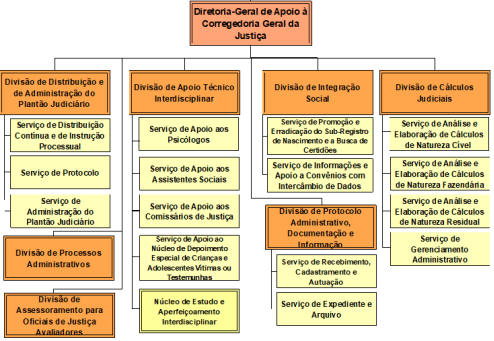 Diretoria-Geral de Apoio à
Corregedoria Geral da
Justiça
Divisão de Distribuição e
de Administração do
Plantão Judiciário
Serviço de Distribuição
Contínua e de Instrução
Processual
Serviço de Protocolo
Serviço de
Administração do
Plantão Judiciário
Divisão de Processos
Administrativos
Divisão de
Assessoramento para
Oficiais de Justiça
Avaliadores
Divisão de Apoio Técnico
Interdisciplinar
Serviço de Apoio aos
Psicólogos
Serviço de Apoio aos
Assistentes Sociais
Serviço de Apoio aos
Comissários de Justiça
Serviço de Apoio ao
Núcleo de Depoimento
Especial de Crianças e
Adolescentes Vítimas ou
Testemunhas
Núcleo de Estudo e
Aperfeiçoamento
Interdisciplinar
Divisão de Integração
Social
Serviço de Promoção e
Erradicação do Sub-Registro
de Nascimento e a Busca de
Certidões
Serviço de Informações e
Apoio a Convênios com
Intercâmbio de Dados
Divisão de Protocolo
Administrativo,
Documentação e
Informação
Serviço de Recebimento,
Cadastramento e
Autuação
Serviço de Expediente e
Arquivo
Divisão de Cálculos
Judiciais
Serviço de Análise e
Elaboração de Cálculos
de Natureza Cível
Serviço de Análise e
Elaboração de Cálculos
de Natureza Fazendária
Serviço de Análise e
Elaboração de Cálculos
de Natureza Residual
Serviço de
Gerenciamento
Administrativo